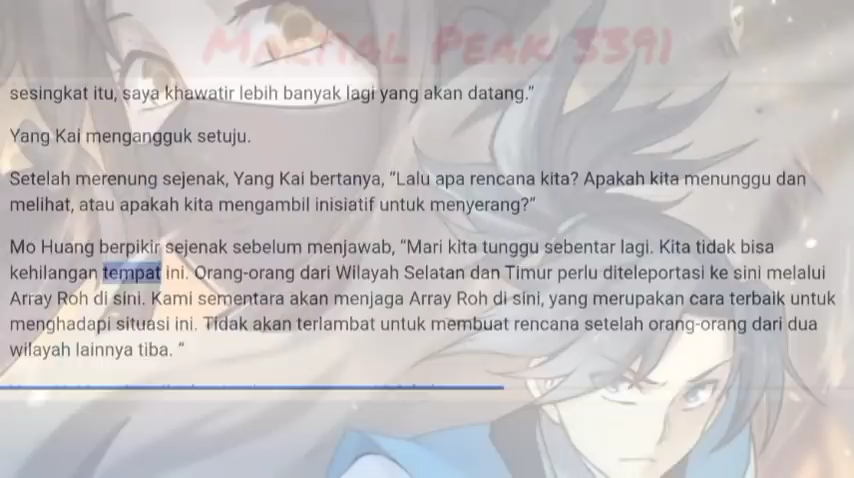 Martial Peak 3391
sesingkat itu, saya khawatir lebih banyak lagi yang akan datang.”
Yang Kai mengangguk setuju.
Setelah merenung sejenak, Yang Kai bertanya, “Lalu apa rencana kita? Apakah kita menunggu dan
melihat, atau apakah kita mengambil inisiatif untuk menyerang?”
Mo Huang berpikir sejenak sebelum menjawab, “Mari kita tunggu sebentar lagi. Kita tidak bisa
kehilangan tempat ini. Orang-orang dari Wilayah Selatan dan Timur perlu diteleportasi ke sini melalui
Array Roh di sini. Kami sementara akan menjaga Array Roh di sini, yang merupakan cara terbaik untuk
menghadapi situasi ini. Tidak akan terlambat untuk membuat rencana setelah orang-orang dari dua
wilayah lainnya tiba. ”